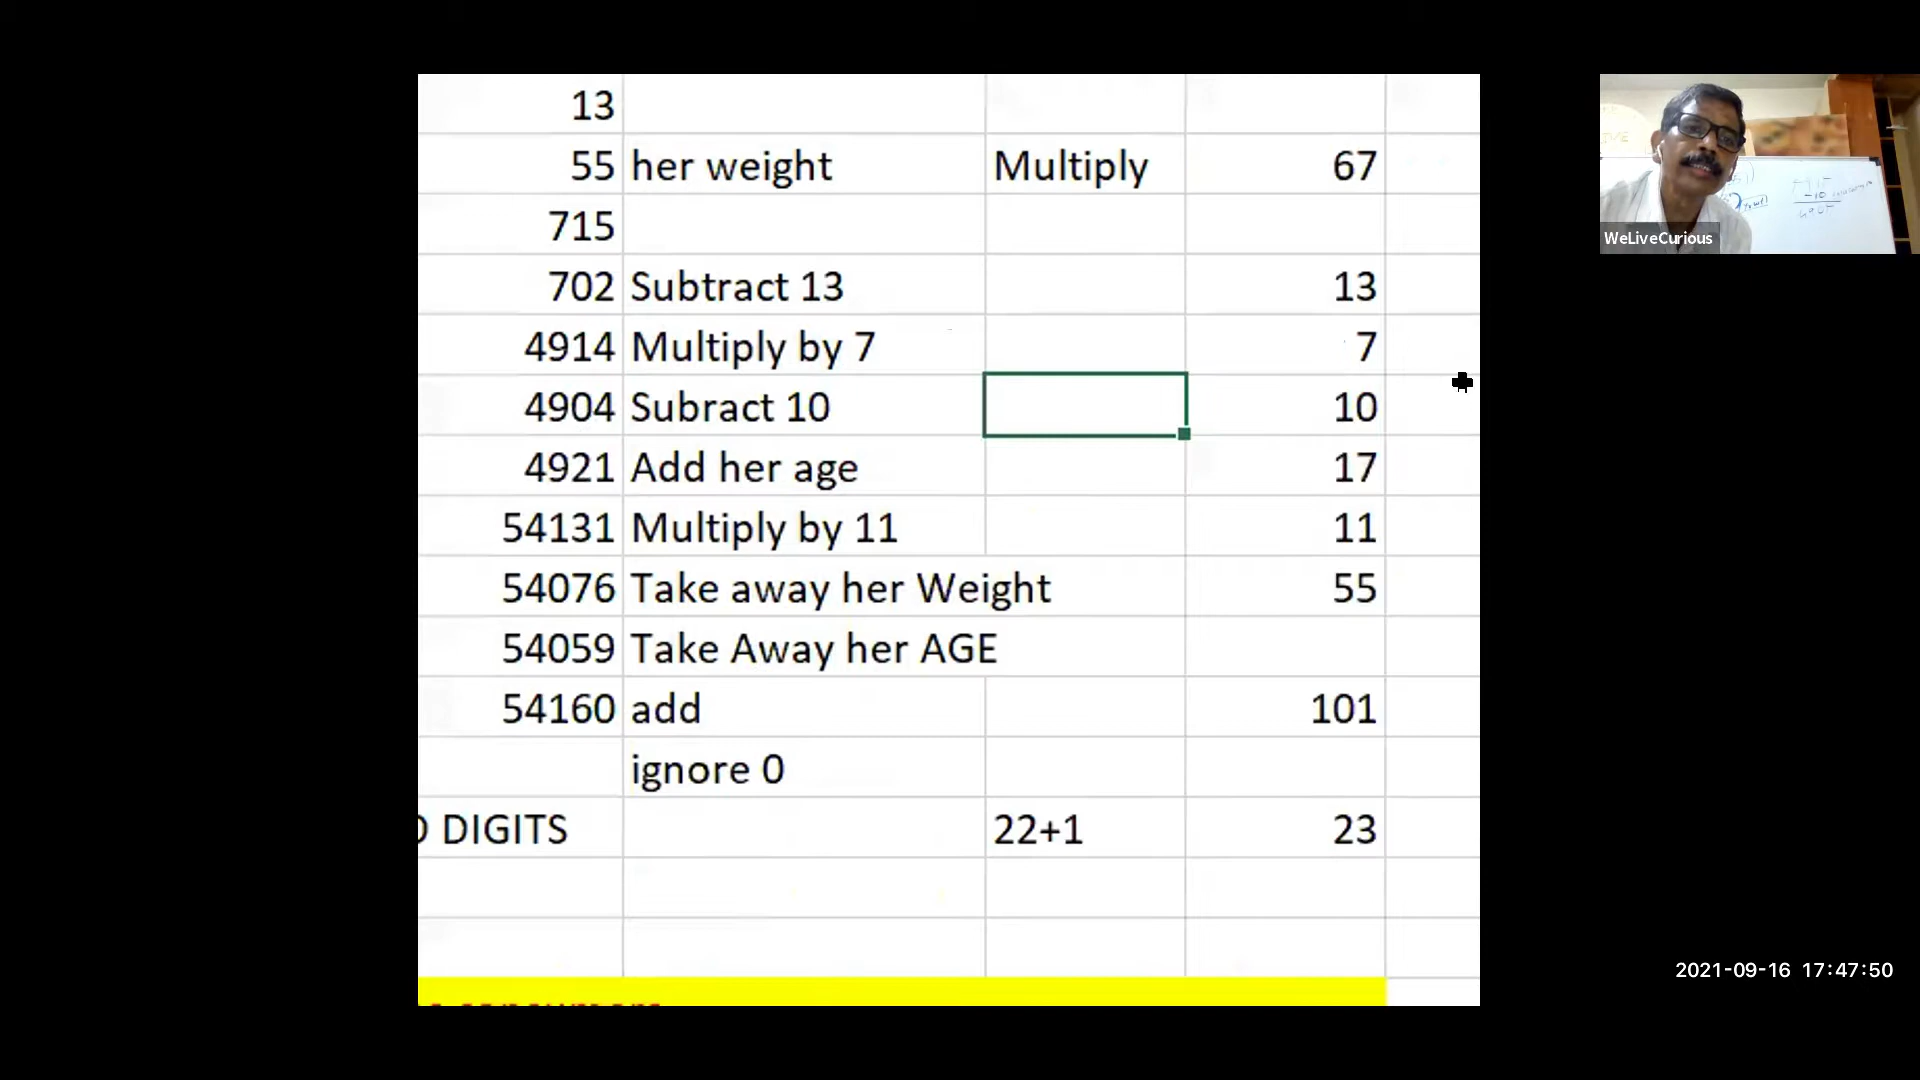 13
55 her weight Multiply 67
715
702 Subtract 13 13
4914 Multiply by 7 7
4904 Subract 10 10
4921 Add her age 17
54131 Multiply by 11 11
54076 Take away her Weight 55
54059 Take Away her AGE
54160 add 101
ignore 0
DIGITS 22+1 23
WeLiveCurious
2021-09-16 17:47:50